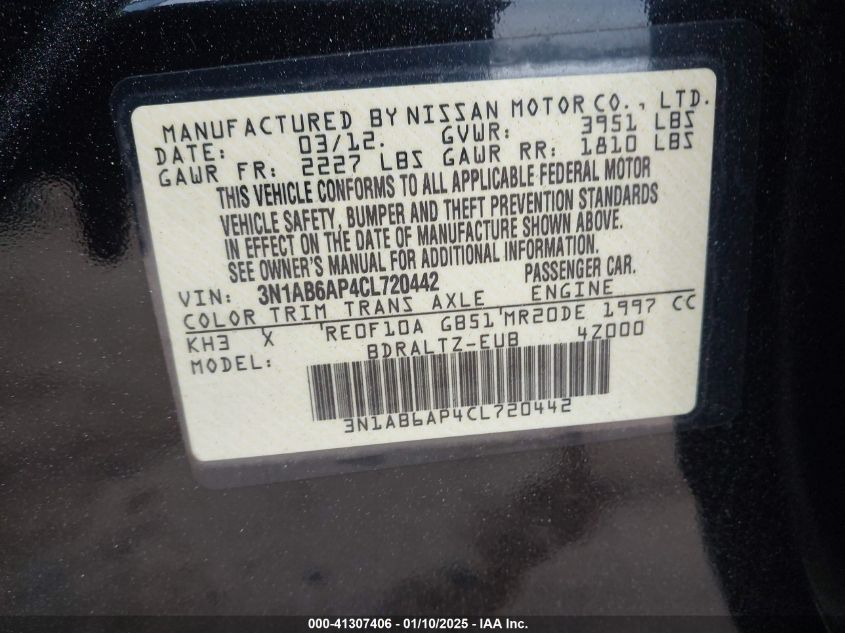 MANUFACTURED BY NISSAN MOTOR CO., LTD.
DATE: 03/12. GVWR: 3951 LBS
GAWR FR: 2227 LBS GAWR RR: 1810 LBS
THIS VEHICLE CONFORMS TO ALL APPLICABLE FEDERAL MOTOR
VEHICLE SAFETY, BUMPER AND THEFT PREVENTION STANDARDS
IN EFFECT ON THE DATE OF MANUFACTURE SHOWN ABOVE.
SEE OWNER'S MANUAL FOR ADDITIONAL INFORMATION.
VIN: 3N1AB6AP4CL720442 PASSENGER CAR.
COLOR TRIM TRANS AXLE ENGINE
KH3 X RE0F10A GB51 MR20DE 1997 CC
MODEL: BDRALTZ-EUB 4Z000
3N1AB6AP4CL720442
000-41307406 - 01/10/2025 - IAA Inc.